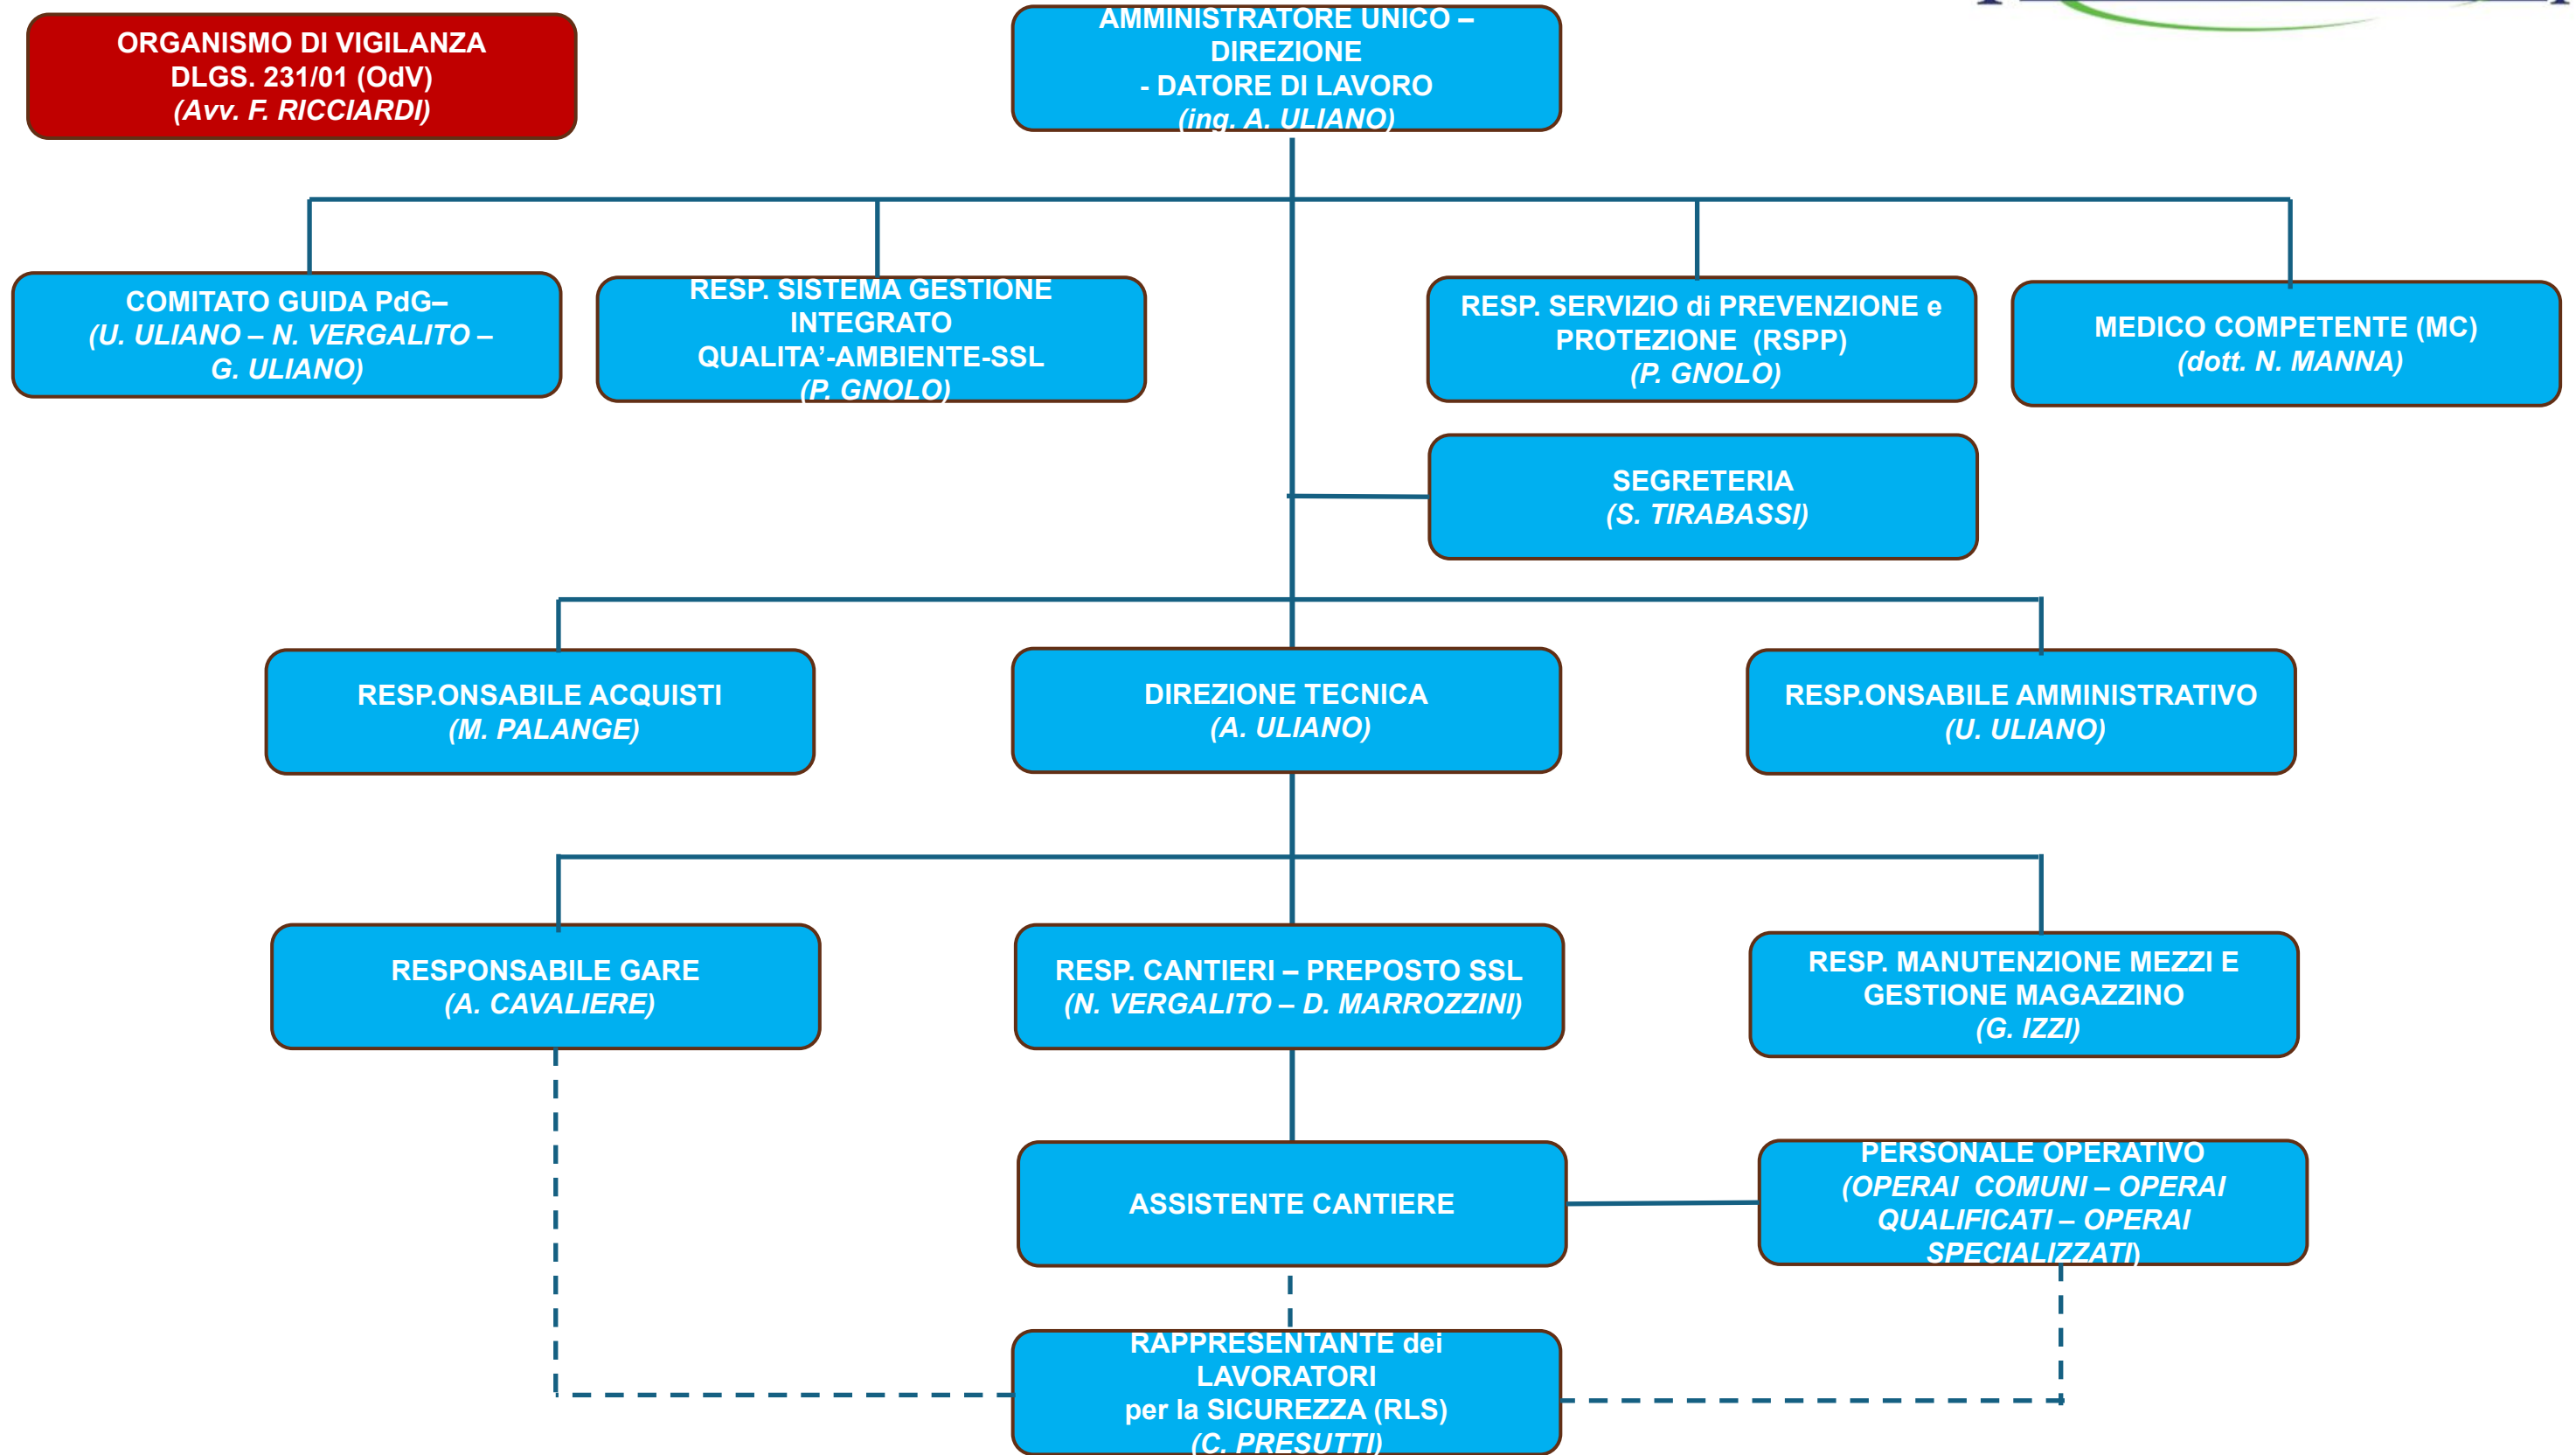 ORGANISMO DI VIGILANZA
DLGS. 231/01 (OdV)
(Avv. F. RICCIARDI)
AMMINISTRATORE UNICO –
DIREZIONE
- DATORE DI LAVORO
(ing. A. ULIANO)
COMITATO GUIDA PdG–
(U. ULIANO – N. VERGALITO –
G. ULIANO)
RESP. SISTEMA GESTIONE
INTEGRATO
QUALITA’-AMBIENTE-SSL
(P. GNOLO)
RESP. SERVIZIO di PREVENZIONE e
PROTEZIONE (RSPP)
(P. GNOLO)
MEDICO COMPETENTE (MC)
(dott. N. MANNA)
SEGRETERIA
(S. TIRABASSI)
RESP.ONSABILE ACQUISTI
(M. PALANGE)
DIREZIONE TECNICA
(A. ULIANO)
RESP.ONSABILE AMMINISTRATIVO
(U. ULIANO)
RESPONSABILE GARE
(A. CAVALIERE)
RESP. CANTIERI – PREPOSTO SSL
(N. VERGALITO – D. MARROZZINI)
RESP. MANUTENZIONE MEZZI E
GESTIONE MAGAZZINO
(G. IZZI)
ASSISTENTE CANTIERE
PERSONALE OPERATIVO
(OPERAI COMUNI – OPERAI
QUALIFICATI – OPERAI
SPECIALIZZATI)
RAPPRESENTANTE dei
LAVORATORI
per la SICUREZZA (RLS)
(C. PRESUTTI)